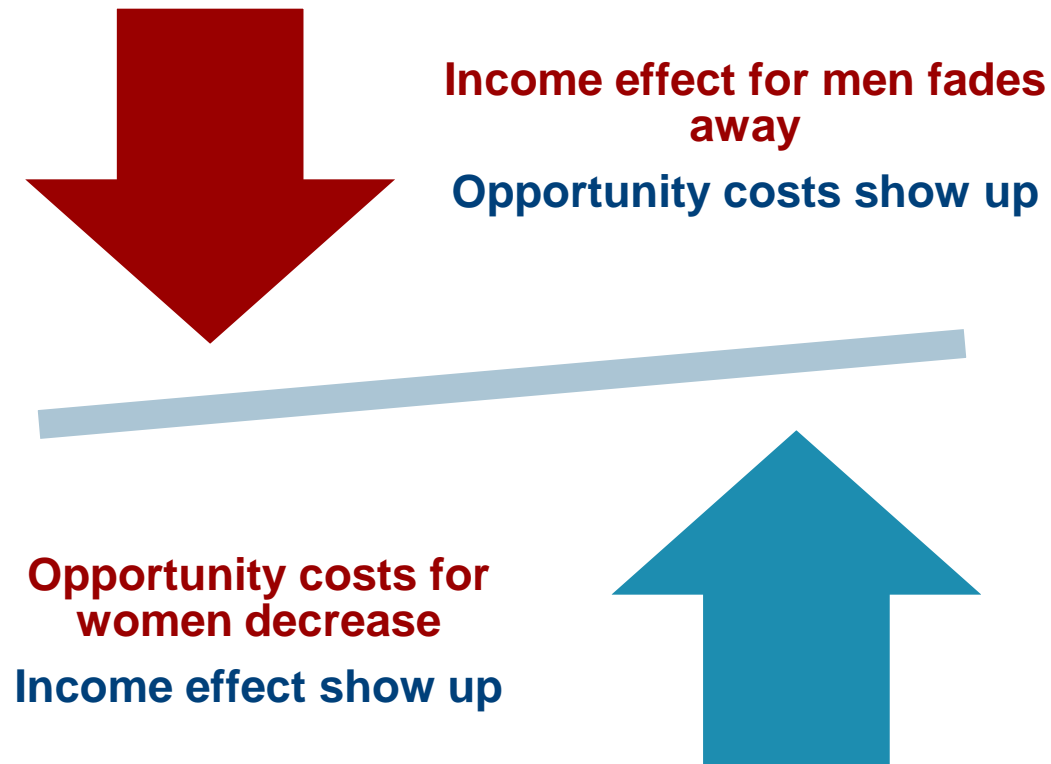 Income effect for men fades
away
Opportunity costs show up
Opportunity costs for
women decrease
Income effect show up